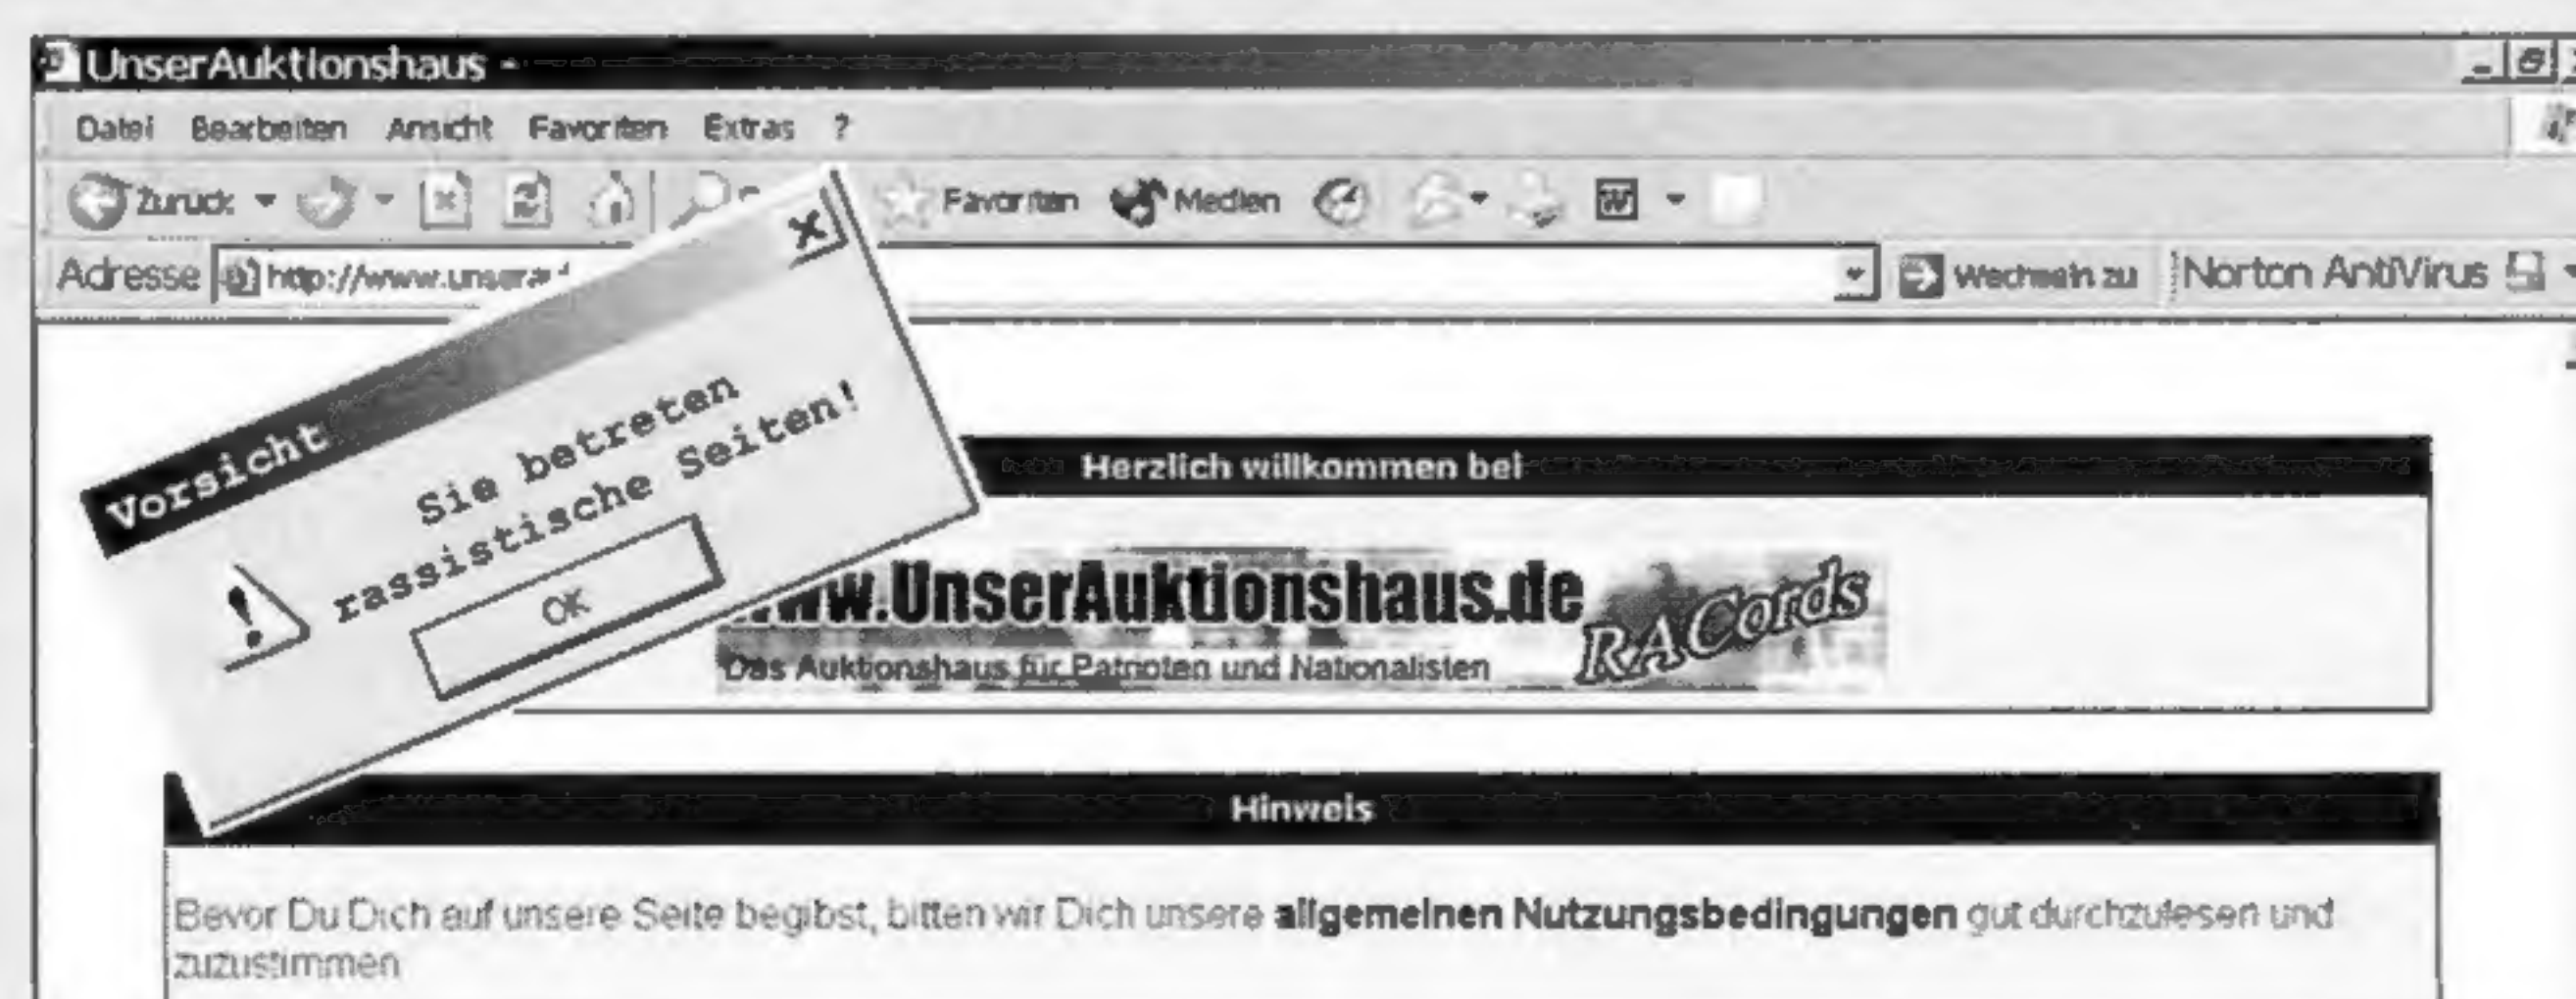 UnserAuktionshaus -
Datei Bearbeiten Ansicht Favoriten Extras ?
Zurück Favoriten Medien W
Adresse http://www.unserau Wechseln zu Norton AntiVirus
Vorsicht
Sie betreten
rassistische Seiten!
OK
Herzlich willkommen bei
www.UnserAuktionshaus.de
RACords
Das Auktionshaus für Patrioten und Nationalisten
Hinweis
Bevor Du Dich auf unsere Seite begibst, bitten wir Dich unsere allgemeinen Nutzungsbedingungen gut durchzulesen und
zuzustimmen